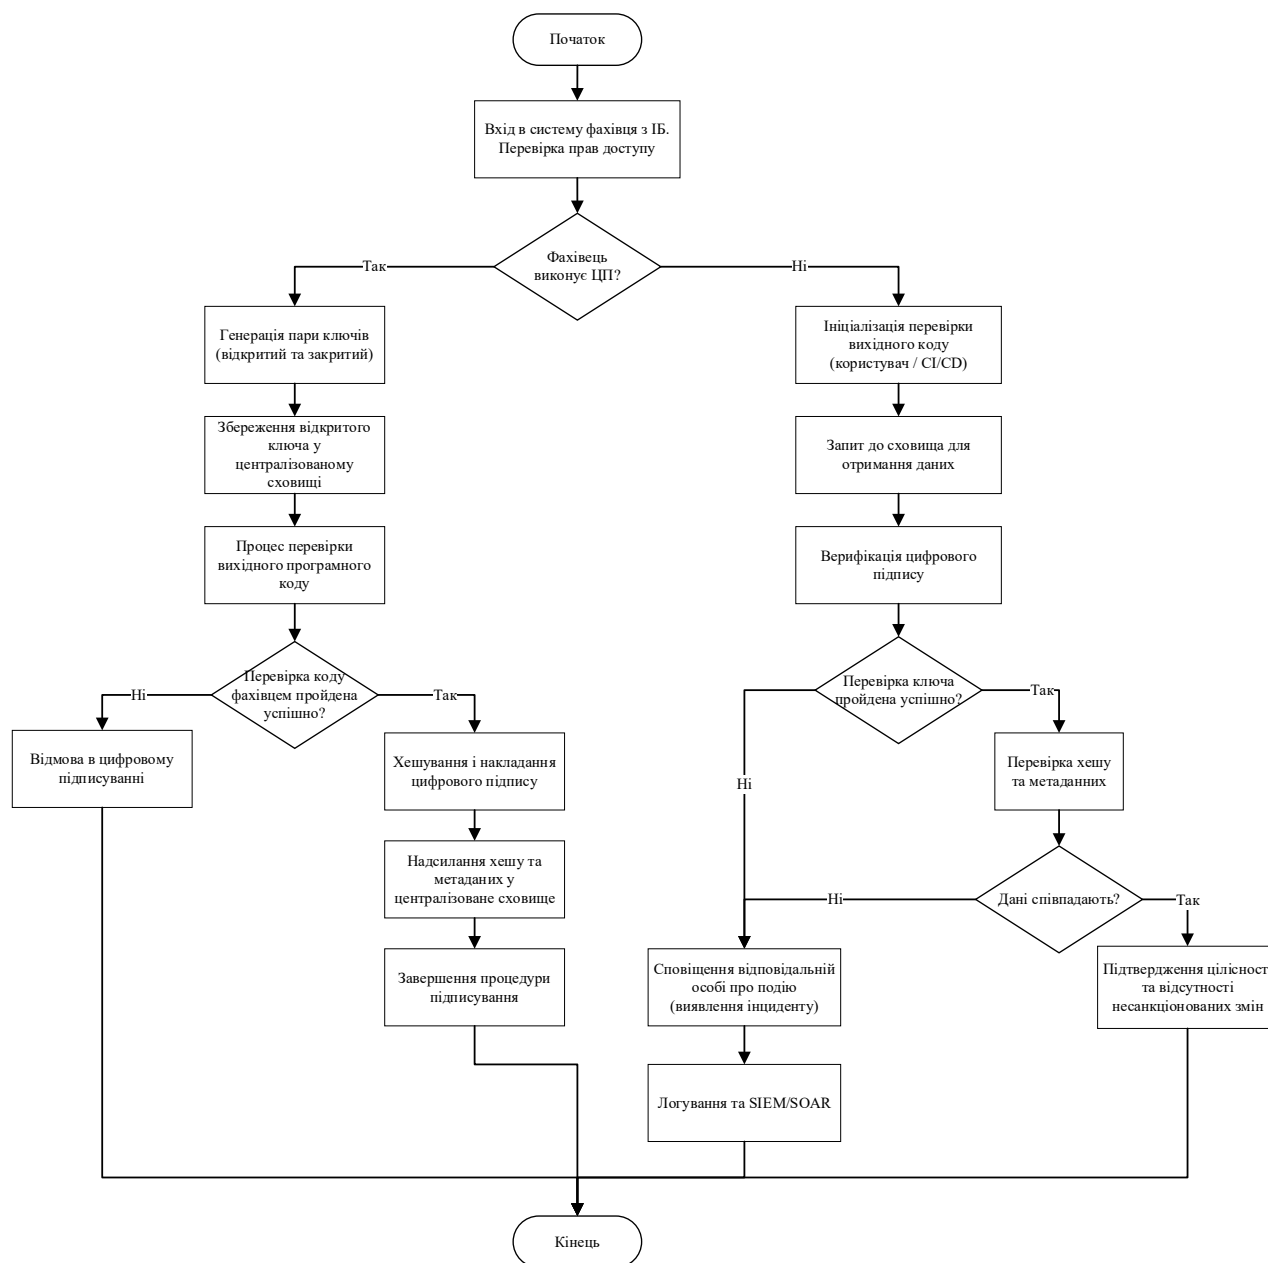 Початок
Вхід в систему фахівця з ІБ.
Перевірка прав доступу
Фахівець
виконує ЦП?
Так
Ні
Генерація пари ключів
(відкритий та закритий)
Ініціалізація перевірки
вихідного коду
(користувач / CI/CD)
Збереження відкритого
ключа у
централізованому
сховищі
Запит до сховища для
отримання даних
Процес перевірки
вихідного програмного
коду
Верифікація цифрового
підпису
Перевірка коду
фахівцем пройдена
успішно?
Ні
Так
Перевірка ключа
пройдена успішно?
Так
Ні
Відмова в цифровому
підписуванні
Хешування і накладання
цифрового підпису
Перевірка хешу
та метаданних
Надсилання хешу та
метаданих у
централізоване сховище
Дані співпадають?
Ні
Так
Завершення процедури
підписування
Сповіщення відповідальній
особі про подію
(виявлення інциденту)
Підтвердження цілісност
та відсутності
несанкціонованих змін
Логування та SIEM/SOAR
Кінець